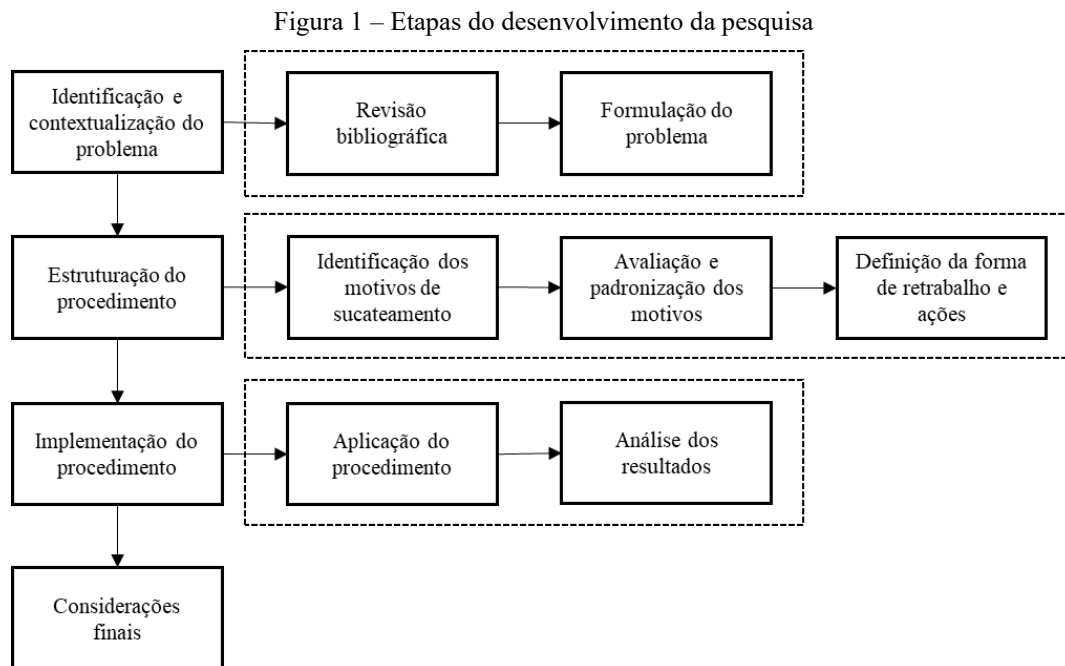 Figura 1 – Etapas do desenvolvimento da pesquisa
Identificação e
contextualização do
problema
Revisão
bibliográfica
Formulação do
problema
Estruturação do
procedimento
Identificação dos
motivos de
sucateamento
Avaliação e
padronização dos
motivos
Definição da forma
de retrabalho e
ações
Implementação do
procedimento
Aplicação do
procedimento
Análise dos
resultados
Considerações
finais